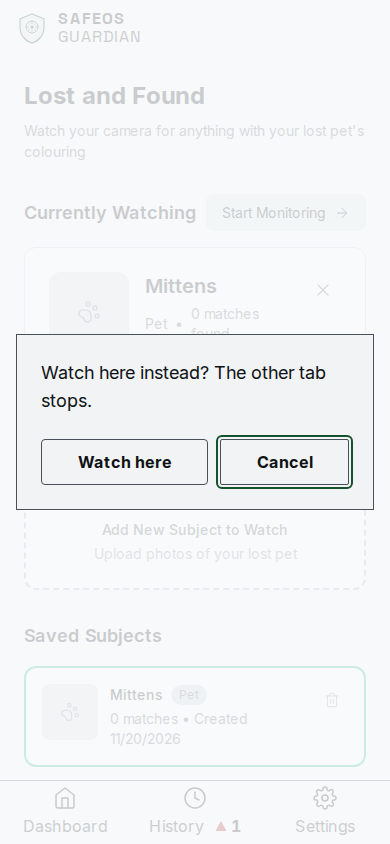 SAFEOS
GUARDIAN
Lost and Found
Watch your camera for anything with your lost pet's
colouring
Currently Watching
Start Monitoring →
Mittens
Pet • 0 matches
found
Watch here instead? The other tab
stops.
Watch here
Cancel
Add New Subject to Watch
Upload photos of your lost pet
Saved Subjects
Mittens Pet
0 matches • Created
11/20/2026
Dashboard
History ▲ 1
Settings